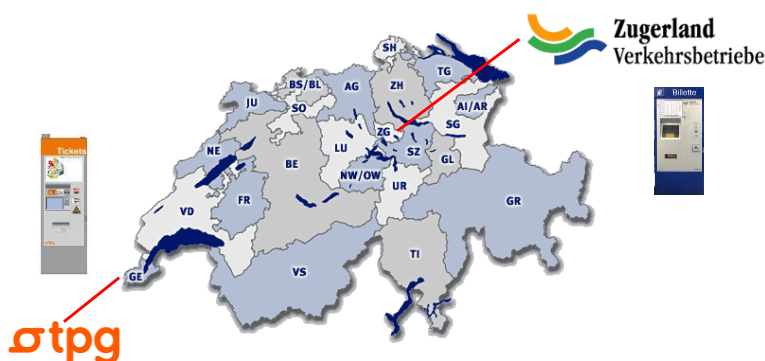 Zugerland
Verkehrsbetriebe
SH
TG
BS/BL
AG
ZH
JU
SO
AI/AR
ZG
SG
NE
LU
SZ
BE
GL
NW/OW
UR
FR
VD
GR
GE
VS
TI
Tickets
Billette
tpg